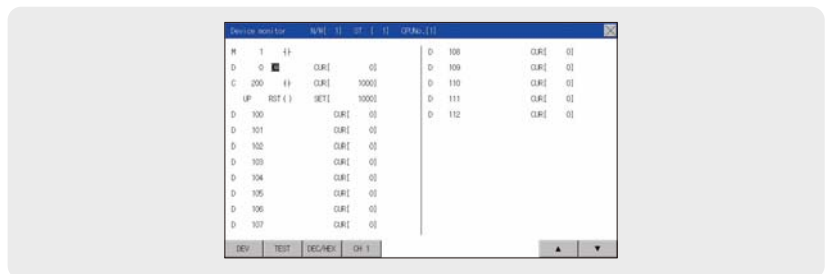 Device monitor N/W[ 1] ST. [ 1] CPUNo.[1]
M 1 ┤├
D 0 CUR[ 0]
C 200 ┤├ CUR[ 1000]
UP RST ( ) SET[ 1000]
D 100 CUR[ 0]
D 101 CUR[ 0]
D 102 CUR[ 0]
D 103 CUR[ 0]
D 104 CUR[ 0]
D 105 CUR[ 0]
D 106 CUR[ 0]
D 107 CUR[ 0]
D 108 CUR[ 0]
D 109 CUR[ 0]
D 110 CUR[ 0]
D 111 CUR[ 0]
D 112 CUR[ 0]
DEV TEST DEC/HEX CH 1 ▲ ▼